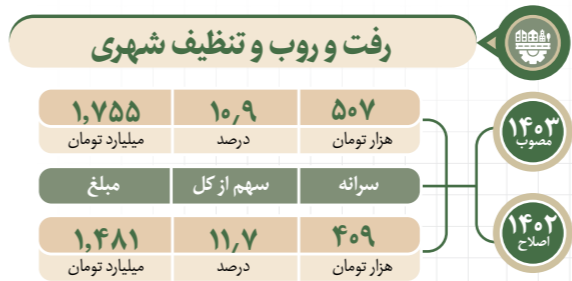 رفت و روب و تنظیف شهری
۱۴۰۳
مصوب
۵۰۷ ۱۰,۹ ۱,۷۵۵
هزار تومان درصد میلیارد تومان
سرانه سهم از کل مبلغ
۱۴۰۲
اصلاح
۴۰۹ ۱۱,۷ ۱,۴۸۱
هزار تومان درصد میلیارد تومان